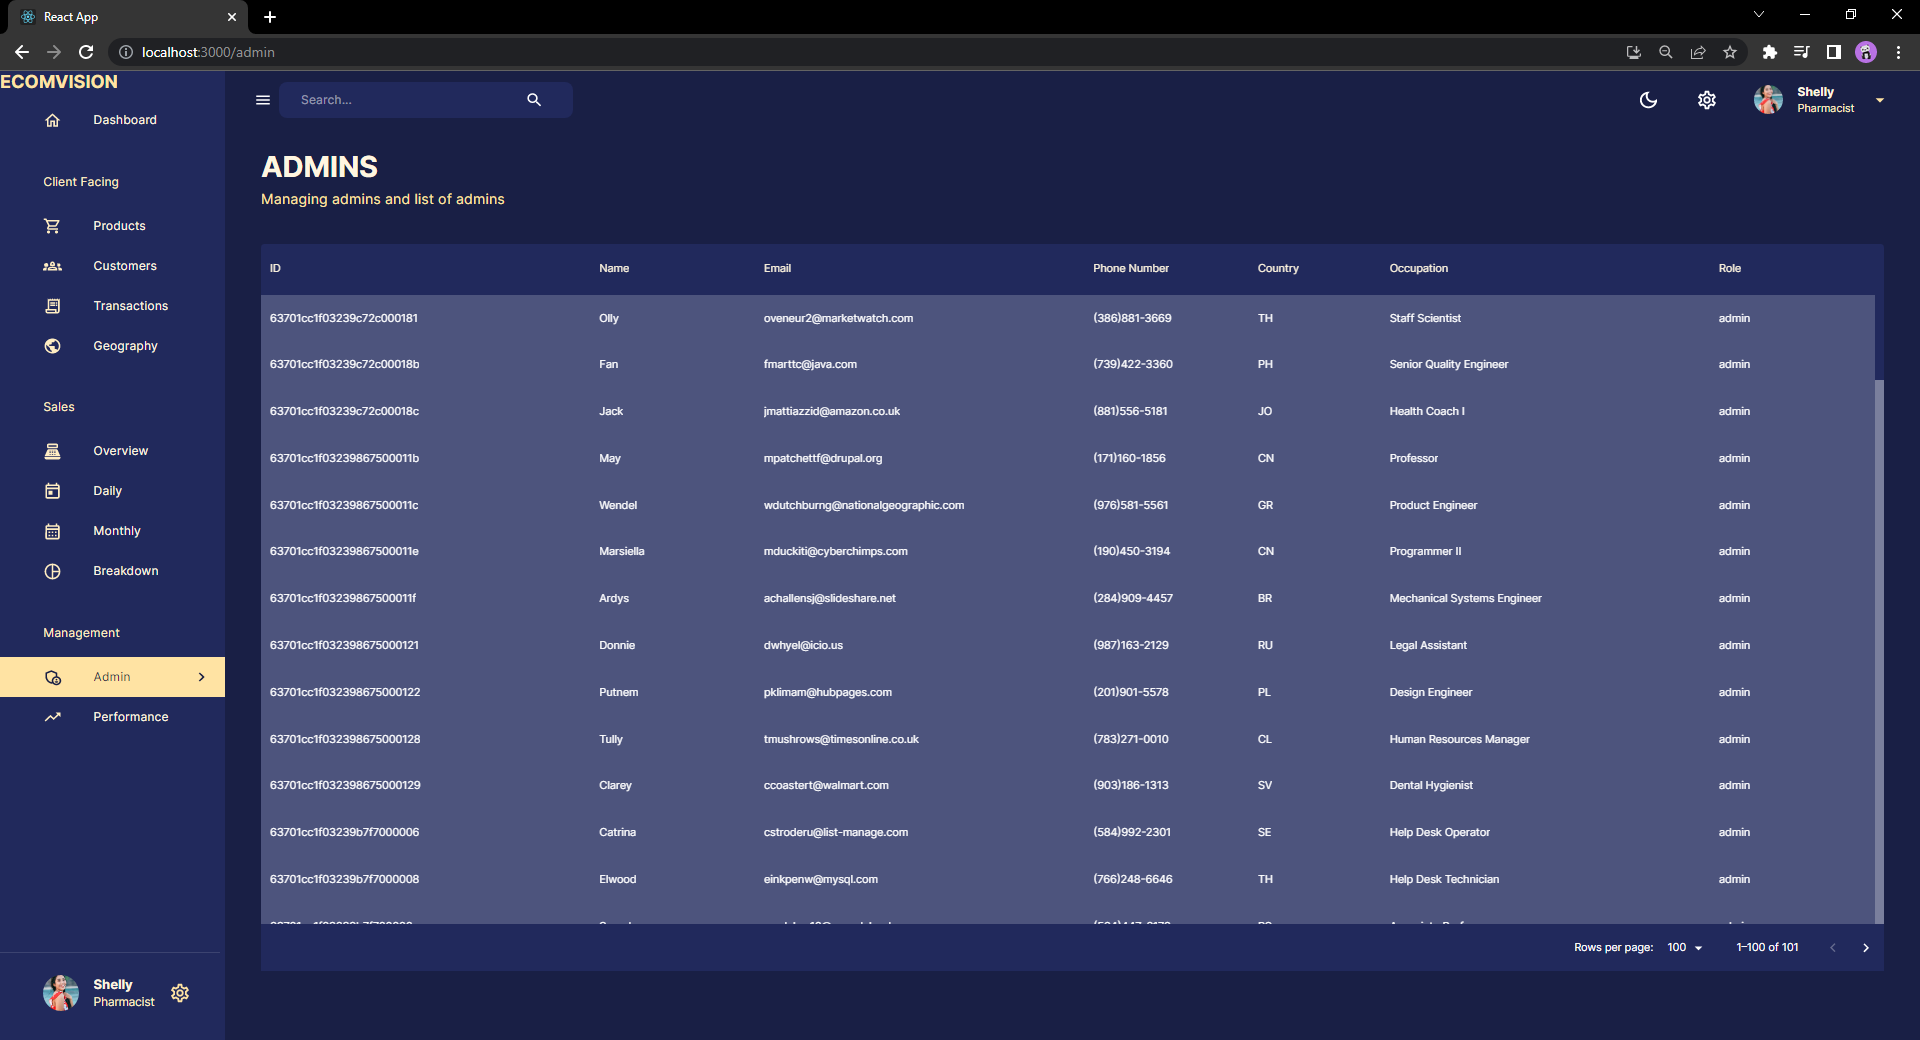 React App
localhost:3000/admin
ECOMVISION
Dashboard
Client Facing
Products
Customers
Transactions
Geography
Sales
Overview
Daily
Monthly
Breakdown
Management
Admin
Performance
Shelly
Pharmacist
Search...
Shelly
Pharmacist
ADMINS
Managing admins and list of admins
ID Name Email Phone Number Country Occupation Role
63701cc1f03239c72c000181 Olly oveneur2@marketwatch.com (386)881-3669 TH Staff Scientist admin
63701cc1f03239c72c00018b Fan fmarttc@java.com (739)422-3360 PH Senior Quality Engineer admin
63701cc1f03239c72c00018c Jack jmattiazzid@amazon.co.uk (881)556-5181 JO Health Coach I admin
63701cc1f03239867500011b May mpatchettf@drupal.org (171)160-1856 CN Professor admin
63701cc1f03239867500011c Wendel wdutchburng@nationalgeographic.com (976)581-5561 GR Product Engineer admin
63701cc1f03239867500011e Marsiella mduckiti@cyberchimps.com (190)450-3194 CN Programmer II admin
63701cc1f03239867500011f Ardys achallensj@slideshare.net (284)909-4457 BR Mechanical Systems Engineer admin
63701cc1f032398675000121 Donnie dwhyel@icio.us (987)163-2129 RU Legal Assistant admin
63701cc1f032398675000122 Putnem pklimam@hubpages.com (201)901-5578 PL Design Engineer admin
63701cc1f032398675000128 Tully tmushrows@timesonline.co.uk (783)271-0010 CL Human Resources Manager admin
63701cc1f032398675000129 Clarey ccoastert@walmart.com (903)186-1313 SV Dental Hygienist admin
63701cc1f03239b7f7000006 Catrina cstroderu@list-manage.com (584)992-2301 SE Help Desk Operator admin
63701cc1f03239b7f7000008 Elwood einkpenw@mysql.com (766)248-6646 TH Help Desk Technician admin
Rows per page: 100 1–100 of 101